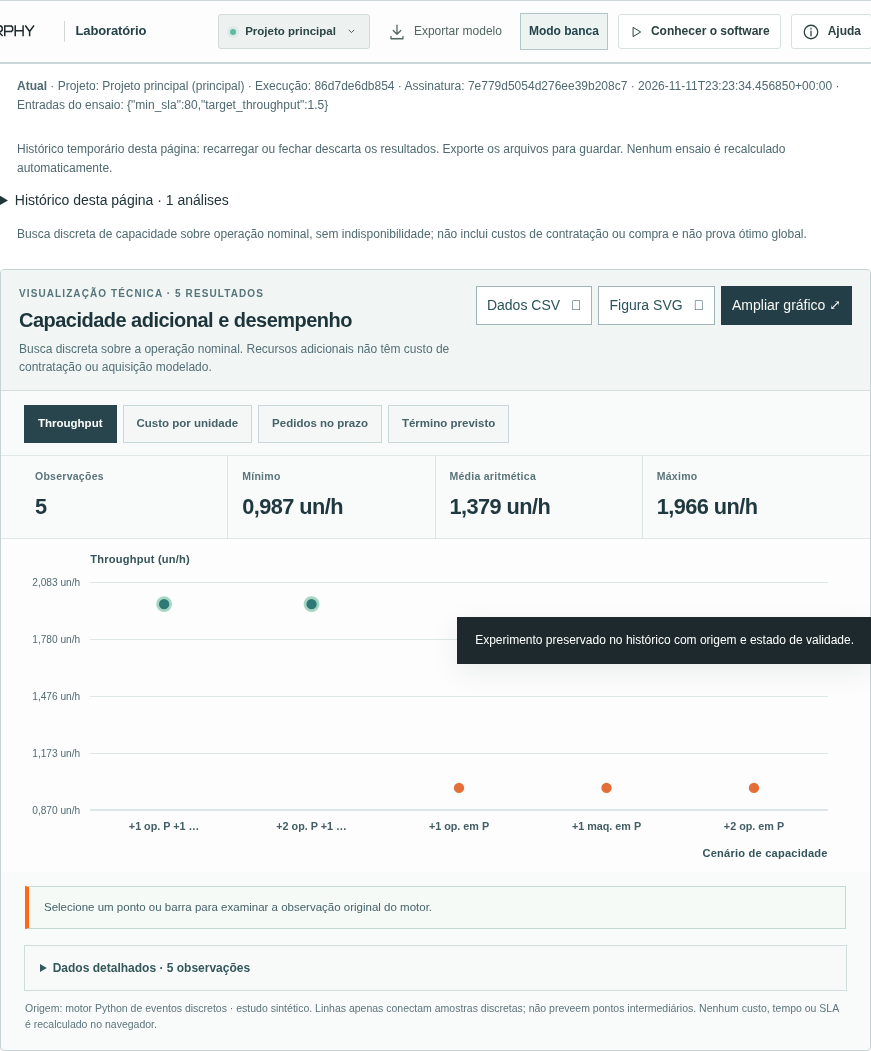 RPHY
Laboratório
Projeto principal
Exportar modelo
Modo banca
Conhecer o software
Ajuda
Atual · Projeto: Projeto principal (principal) · Execução: 86d7de6db854 · Assinatura: 7e779d5054d276ee39b208c7 · 2026-11-11T23:23:34.456850+00:00 ·
Entradas do ensaio: {"min_sla":80,"target_throughput":1.5}
Histórico temporário desta página: recarregar ou fechar descarta os resultados. Exporte os arquivos para guardar. Nenhum ensaio é recalculado
automaticamente.
Histórico desta página · 1 análises
Busca discreta de capacidade sobre operação nominal, sem indisponibilidade; não inclui custos de contratação ou compra e não prova ótimo global.
VISUALIZAÇÃO TÉCNICA · 5 RESULTADOS
Capacidade adicional e desempenho
Busca discreta sobre a operação nominal. Recursos adicionais não têm custo de
contratação ou aquisição modelado.
Dados CSV
Figura SVG
Ampliar gráfico ⤢
Throughput
Custo por unidade
Pedidos no prazo
Término previsto
Observações
5
Mínimo
0,987 un/h
Média aritmética
1,379 un/h
Máximo
1,966 un/h
Throughput (un/h)
2,083 un/h
1,780 un/h
1,476 un/h
1,173 un/h
0,870 un/h
Experimento preservado no histórico com origem e estado de validade.
+1 op. P +1 …
+2 op. P +1 …
+1 op. em P
+1 maq. em P
+2 op. em P
Cenário de capacidade
Selecione um ponto ou barra para examinar a observação original do motor.
Dados detalhados · 5 observações
Origem: motor Python de eventos discretos · estudo sintético. Linhas apenas conectam amostras discretas; não preveem pontos intermediários. Nenhum custo, tempo ou SLA
é recalculado no navegador.